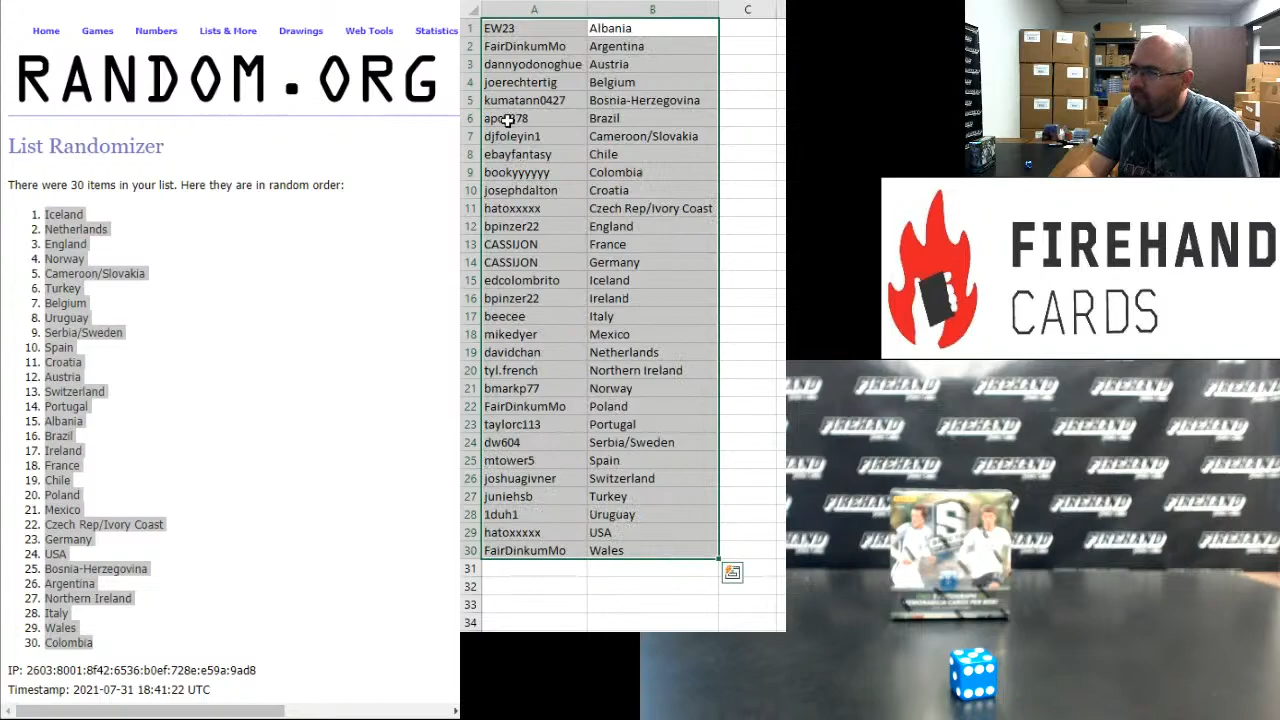 Home Games Numbers Lists & More Drawings Web Tools Statistics
RANDOM.ORG
List Randomizer
There were 30 items in your list. Here they are in random order:
1. Iceland
2. Netherlands
3. England
4. Norway
5. Cameroon/Slovakia
6. Turkey
7. Belgium
8. Uruguay
9. Serbia/Sweden
10. Spain
11. Croatia
12. Austria
13. Switzerland
14. Portugal
15. Albania
16. Brazil
17. Ireland
18. France
19. Chile
20. Poland
21. Mexico
22. Czech Rep/Ivory Coast
23. Germany
24. USA
25. Bosnia-Herzegovina
26. Argentina
27. Northern Ireland
28. Italy
29. Wales
30. Colombia
IP: 2603:8001:8f42:6536:b0ef:728e:e59a:9ad8
Timestamp: 2021-07-31 18:41:22 UTC
A B C
1 EW23 Albania
2 FairDinkumMo Argentina
3 dannyodonoghue Austria
4 joerechtertig Belgium
5 kumatann0427 Bosnia-Herzegovina
6 Brazil
7 djfoleyin1 Cameroon/Slovakia
8 ebayfantasy Chile
9 bookyyyyyy Colombia
10 josephdalton Croatia
11 hatoxxxxx Czech Rep/Ivory Coast
12 bpinzer22 England
13 CASSIJON France
14 CASSIJON Germany
15 edcolombrito Iceland
16 bpinzer22 Ireland
17 beecee Italy
18 mikedyer Mexico
19 davidchan Netherlands
20 tyl.french Northern Ireland
21 bmarkp77 Norway
22 FairDinkumMo Poland
23 taylorc113 Portugal
24 dw604 Serbia/Sweden
25 mtower5 Spain
26 joshuagivner Switzerland
27 juniehsb Turkey
28 1duh1 Uruguay
29 hatoxxxxx USA
30 FairDinkumMo Wales
31
32
33
34
FIREHAND
CARDS
FIREHAND
FIREHAND
FIREHAND
FIREHAND
FIREHAND
FIREHAND
FIREHAND
FIREHAND
FIREHAND